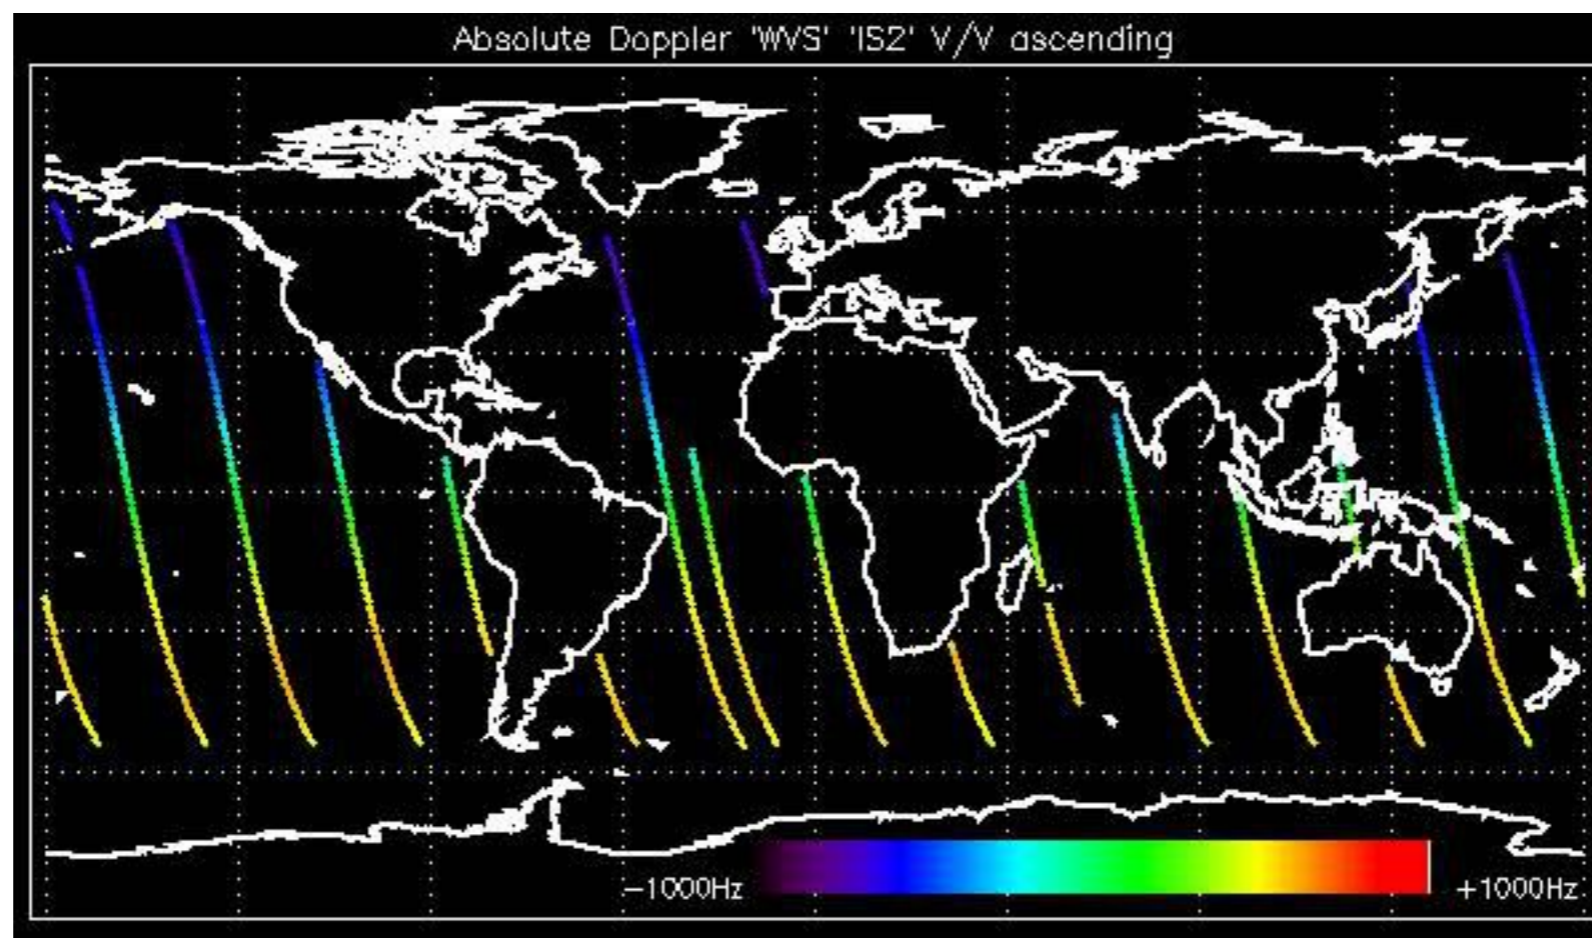 Absolute Doppler 'WVS' 'IS2' V/V ascending
-1000Hz +1000Hz